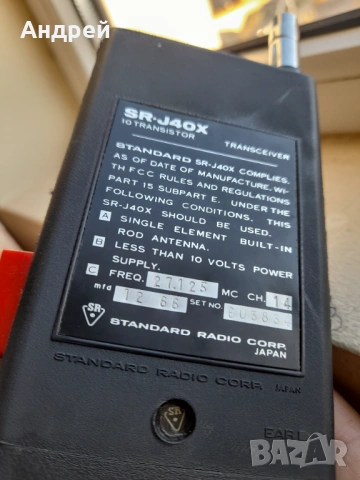 Андрей
SR-J40X
10 TRANSISTOR TRANSCEIVER
STANDARD SR-J40X COMPLIES,
AS OF DATE OF MANUFACTURE, WI-
TH FCC RULES AND REGULATIONS
PART 15 SUBPART E. UNDER THE
FOLLOWING CONDITIONS. THIS
SR-J40X SHOULD BE USED.
A SINGLE ELEMENT BUILT-IN
ROD ANTENNA.
B LESS THAN 10 VOLTS POWER
SUPPLY.
C FREQ. 27.125 MC CH. 14
mfd 12 66 SET NO.
SR STANDARD RADIO CORP.
JAPAN
STANDARD RADIO CORP. JAPAN
SR
EAR
BAZAR
bg